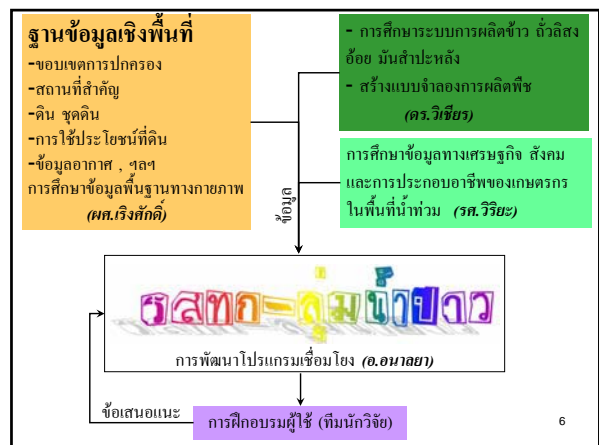 ฐานข้อมูลเชิงพื้นที่
-ขอบเขตการปกครอง
-สถานที่สำคัญ
-ดิน ชุดดิน
-การใช้ประโยชน์ที่ดิน
-ข้อมูลอากาศ , ฯลฯ
การศึกษาข้อมูลพื้นฐานทางกายภาพ
(ผศ.เริงศักดิ์)
- การศึกษาระบบการผลิตข้าว ถั่วลิสง
อ้อย มันสำปะหลัง
- สร้างแบบจำลองการผลิตพืช
(ดร.วิเชียร)
การศึกษาข้อมูลทางเศรษฐกิจ สังคม
และการประกอบอาชีพของเกษตรกร
ในพื้นที่น้ำท่วม (รศ.วิริยะ)
ข้อมูล
รสทก-ลุ่มน้ำขาว
การพัฒนาโปรแกรมเชื่อมโยง (อ.อนาลยา)
ข้อเสนอแนะ
การฝึกอบรมผู้ใช้ (ทีมนักวิจัย)
6